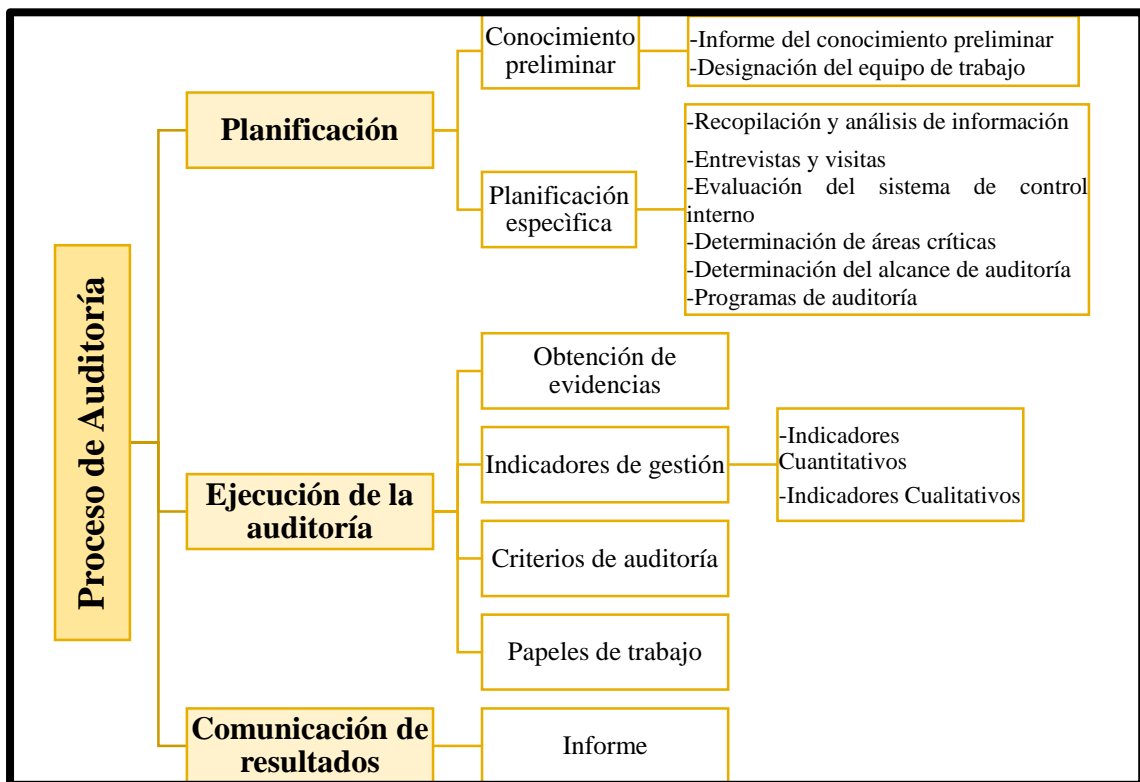 Proceso de Auditoría
Planificación
Conocimiento
preliminar
-Informe del conocimiento preliminar
-Designación del equipo de trabajo
Planificación
especìfica
-Recopilación y análisis de información
-Entrevistas y visitas
-Evaluación del sistema de control
interno
-Determinación de áreas críticas
-Determinación del alcance de auditoría
-Programas de auditoría
Ejecución de la
auditoría
Obtención de
evidencias
Indicadores de gestión
-Indicadores
Cuantitativos
-Indicadores Cualitativos
Criterios de auditoría
Papeles de trabajo
Comunicación de
resultados
Informe